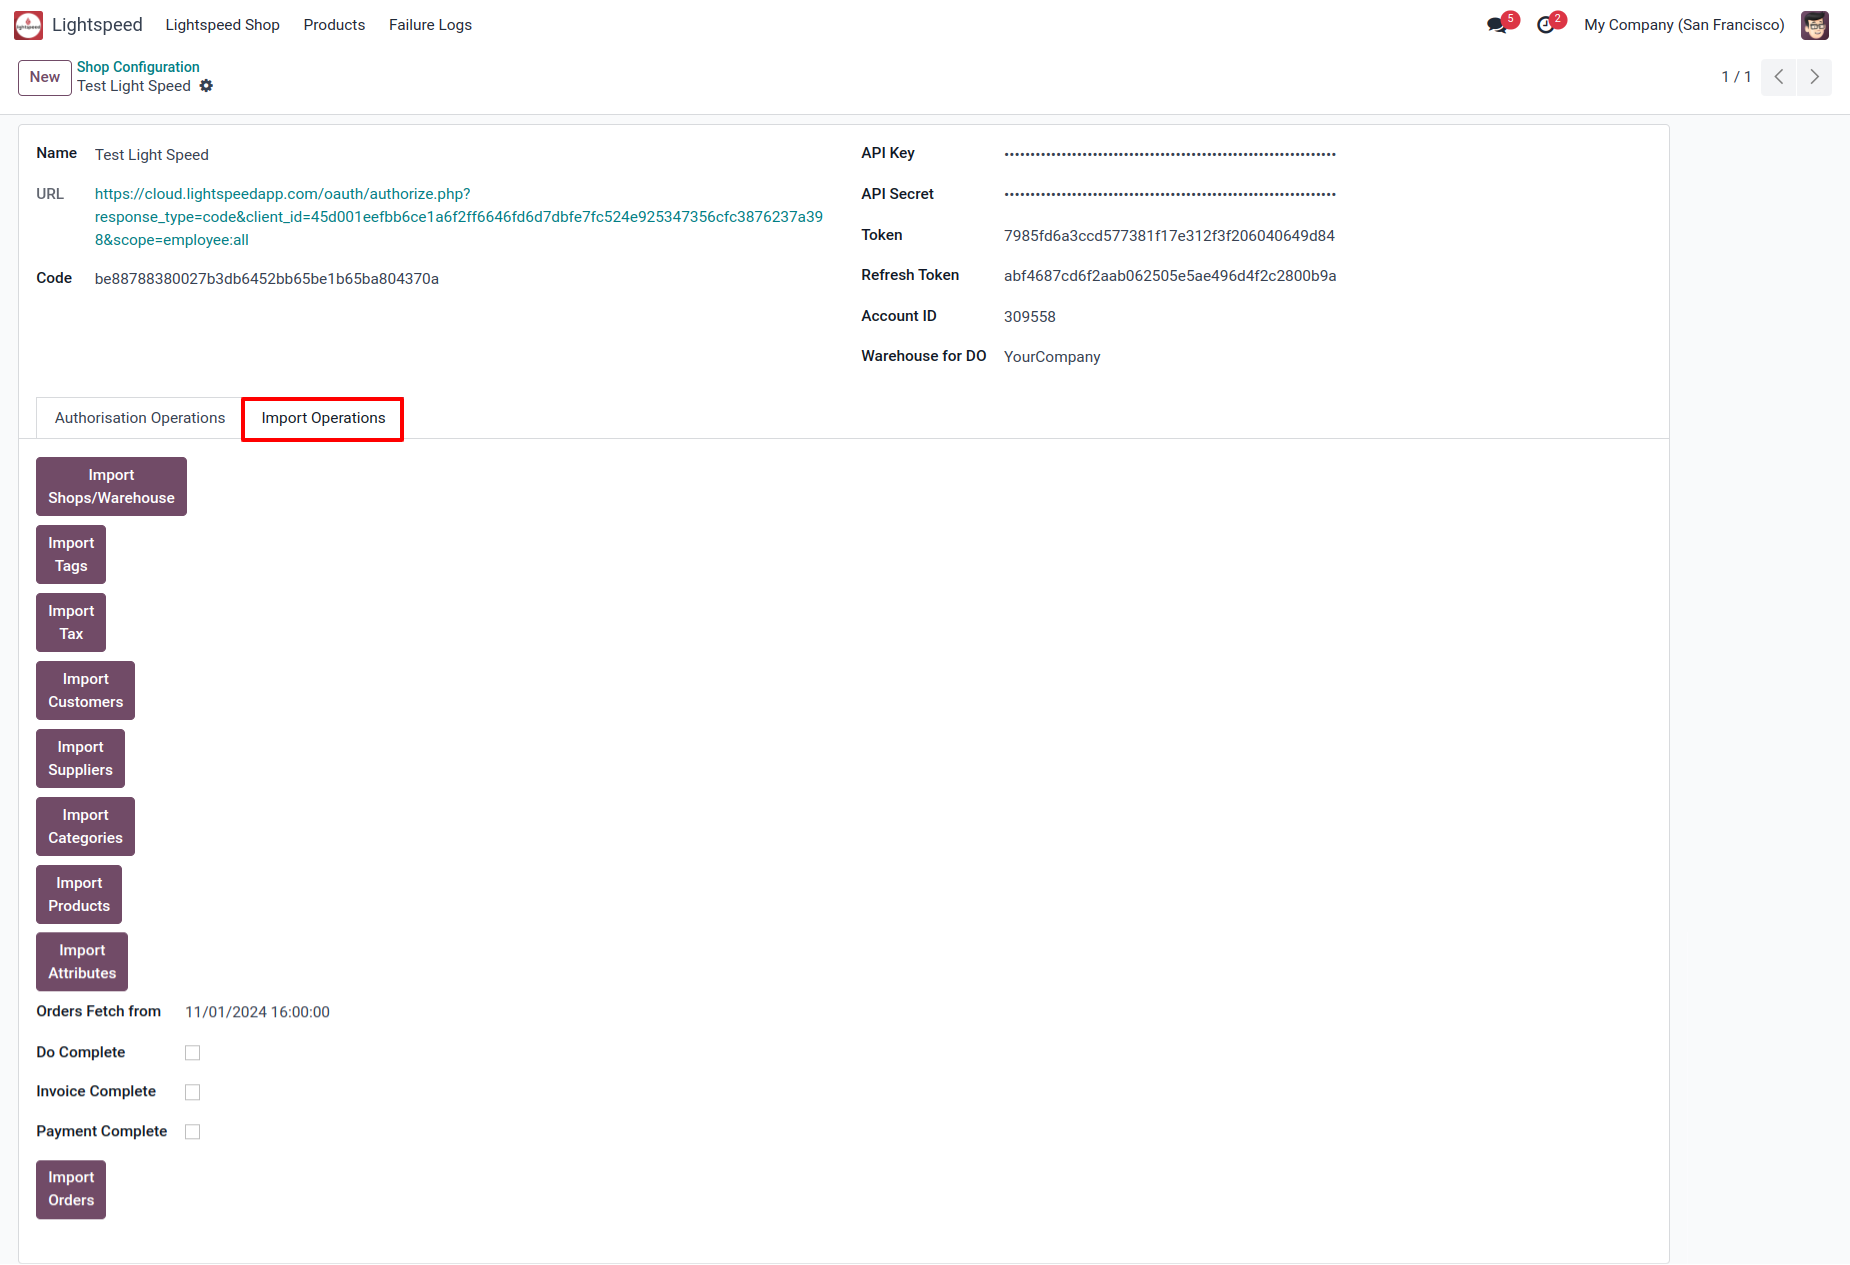 Lightspeed Lightspeed Shop Products Failure Logs 5 2 My Company (San Francisco)
New
Shop Configuration
Test Light Speed
1 / 1
Name Test Light Speed
URL https://cloud.lightspeedapp.com/oauth/authorize.php?
response_type=code&client_id=45d001eefbb6ce1a6f2ff6646fd6d7dbfe7fc524e925347356cfc3876237a39
8&scope=employee:all
Code be88788380027b3db6452bb65be1b65ba804370a
API Key
API Secret
Token 7985fd6a3ccd577381f17e312f3f206040649d84
Refresh Token abf4687cd6f2aab062505e5ae496d4f2c2800b9a
Account ID 309558
Warehouse for DO YourCompany
Authorisation Operations Import Operations
Import
Shops/Warehouse
Import
Tags
Import
Tax
Import
Customers
Import
Suppliers
Import
Categories
Import
Products
Import
Attributes
Orders Fetch from 11/01/2024 16:00:00
Do Complete
Invoice Complete
Payment Complete
Import
Orders